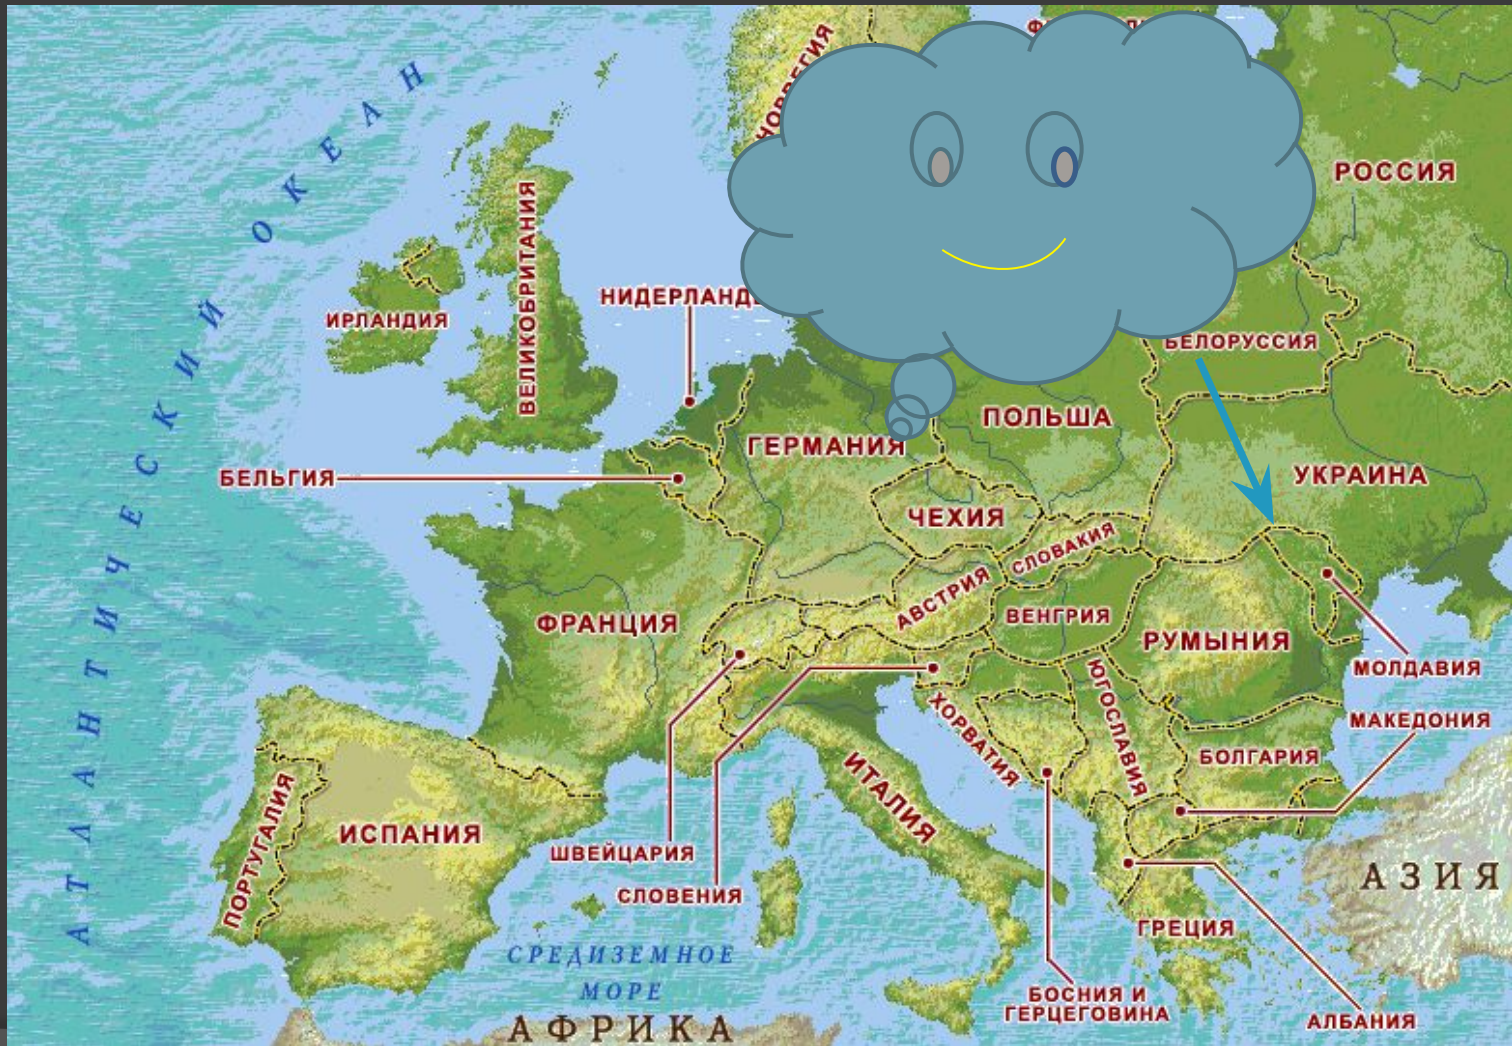 АТЛАНТИЧЕСКИЙ ОКЕАН
НОРВЕГИЯ
РОССИЯ
ВЕЛИКОБРИТАНИЯ
ИРЛАНДИЯ
НИДЕРЛАНД
БЕЛОРУССИЯ
ПОЛЬША
ГЕРМАНИЯ
БЕЛЬГИЯ
УКРАИНА
ЧЕХИЯ
СЛОВАКИЯ
АВСТРИЯ
ВЕНГРИЯ
ФРАНЦИЯ
РУМЫНИЯ
МОЛДАВИЯ
ЮГОСЛАВИЯ
ХОРВАТИЯ
МАКЕДОНИЯ
БОЛГАРИЯ
ИТАЛИЯ
ПОРТУГАЛИЯ
ИСПАНИЯ
ШВЕЙЦАРИЯ
СЛОВЕНИЯ
АЗИЯ
ГРЕЦИЯ
СРЕДИЗЕМНОЕ
МОРЕ
БОСНИЯ И
ГЕРЦЕГОВИНА
АЛБАНИЯ
АФРИКА